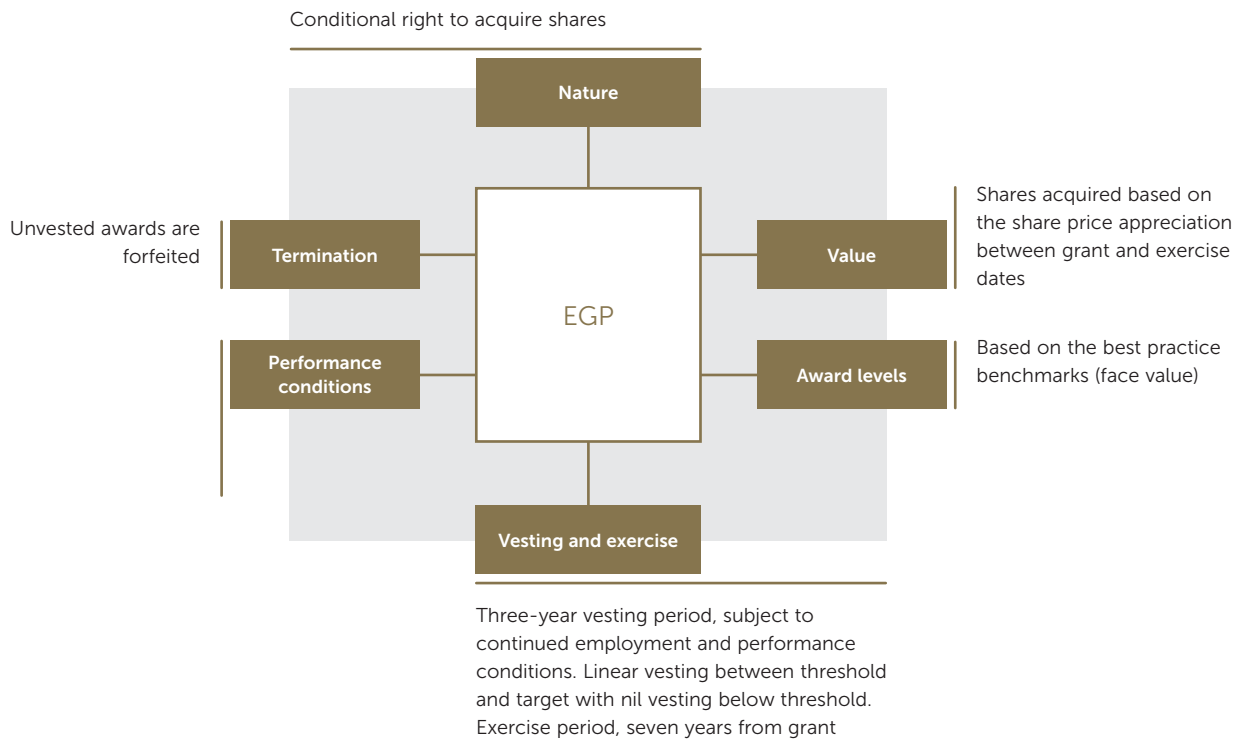 Conditional right to acquire shares
Nature
Unvested awards are
forfeited
Termination
Performance
conditions
EGP
Value
Shares acquired based on
the share price appreciation
between grant and exercise
dates
Award levels
Based on the best practice
benchmarks (face value)
Vesting and exercise
Three-year vesting period, subject to
continued employment and performance
conditions. Linear vesting between threshold
and target with nil vesting below threshold.
Exercise period, seven years from grant